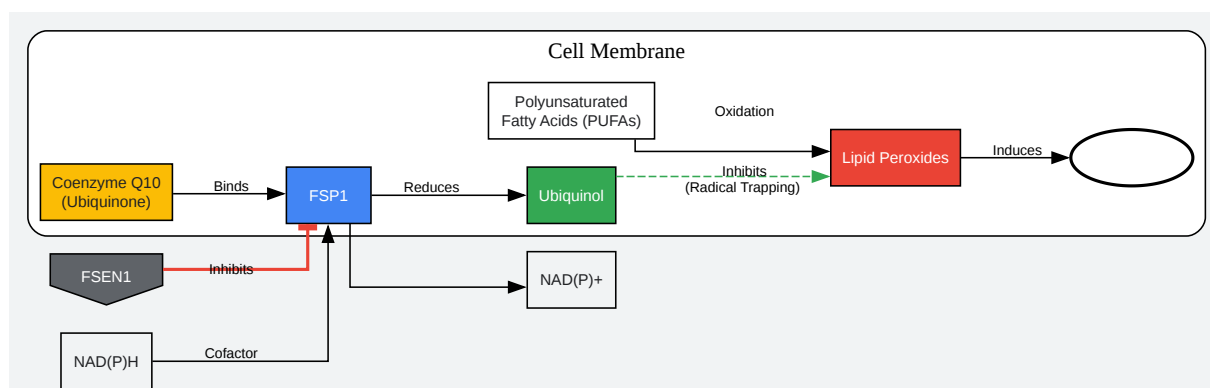 Cell Membrane
Polyunsaturated
Fatty Acids (PUFAs)
Oxidation
Lipid Peroxides
Induces
Coenzyme Q10
(Ubiquinone)
Binds
FSP1
Reduces
Ubiquinol
Inhibits
(Radical Trapping)
FSEN1
Inhibits
NAD(P)+
NAD(P)H
Cofactor